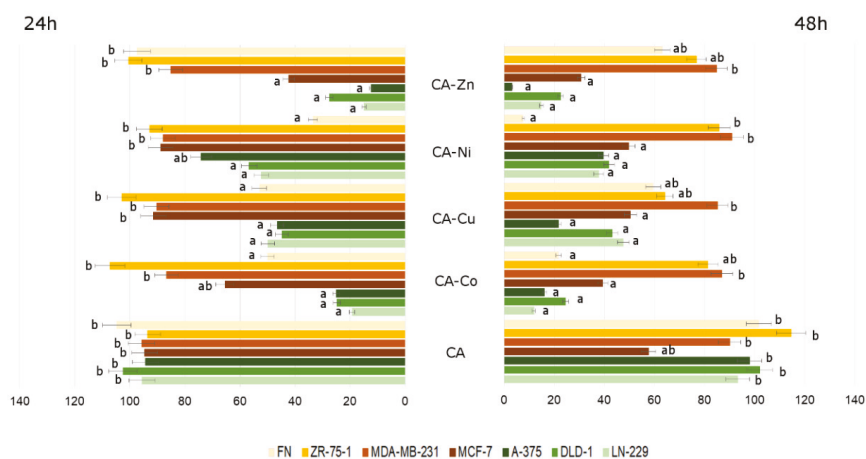 24h 48h
b ab
b ab
b b
a CA-Zn a
a a
a a
a a
a a
b b
b b
b CA-Ni a
ab a
a a
a a
a ab
b ab
b b
b CA-Cu a
a a
a a
a a
a a
b ab
b b
ab CA-Co a
a a
a a
a a
b b
b b
b b
b CA ab
b b
b b
b b
140 120 100 80 60 40 20 0 0 20 40 60 80 100 120 140
FN ZR-75-1 MDA-MB-231 MCF-7 A-375 DLD-1 LN-229